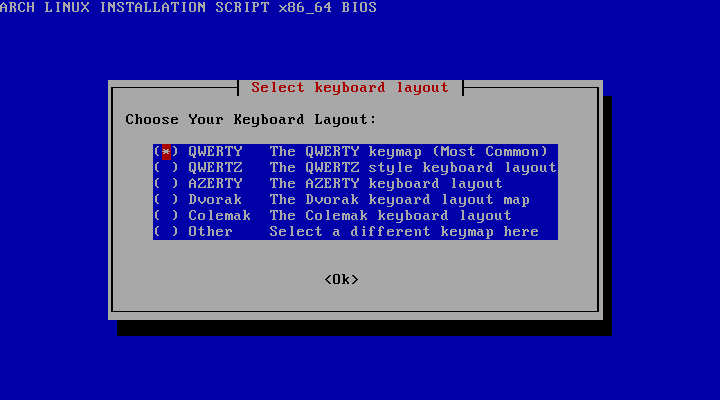 ARCH LINUX INSTALLATION SCRIPT x86_64 BIOS
Select keyboard layout
Choose Your Keyboard Layout:
(*) QWERTY The QWERTY keymap (Most Common)
( ) QWERTZ The QWERTZ style keyboard layout
( ) AZERTY The AZERTY keyboard layout
( ) Dvorak The Dvorak keyoard layout map
( ) Colemak The Colemak keyboard layout
( ) Other Select a different keymap here
<Ok>